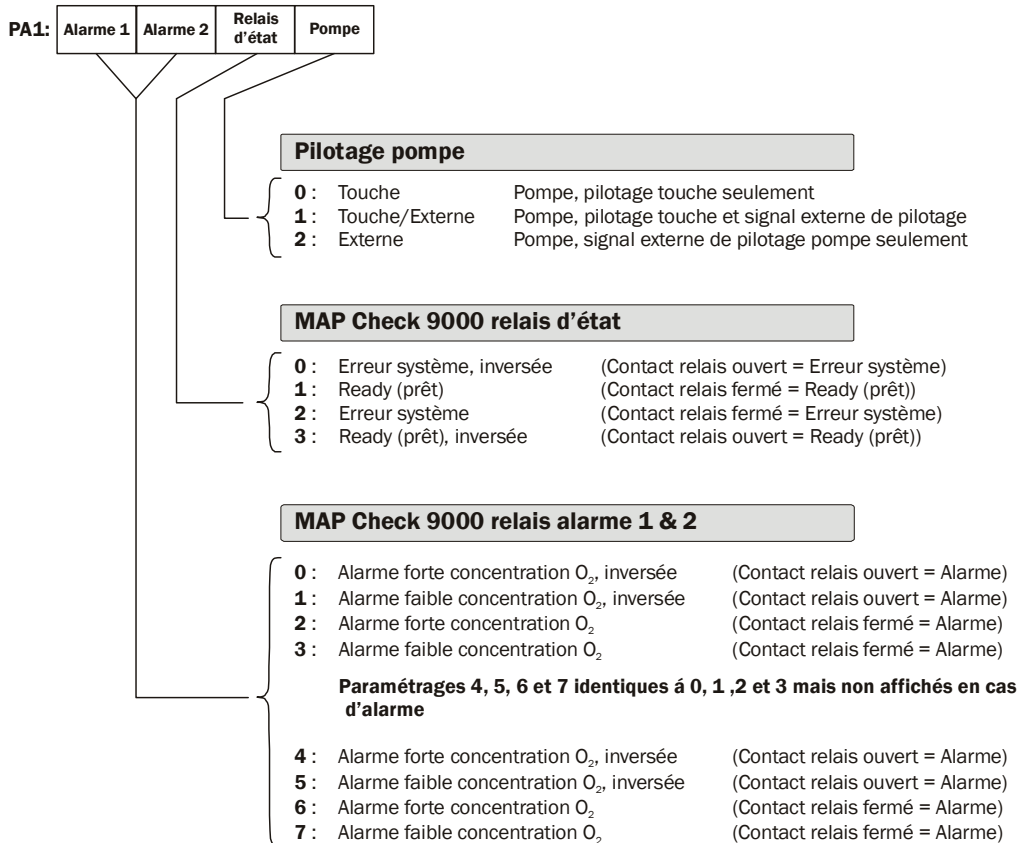 PA1: Alarme 1 Alarme 2 Relais d'état Pompe
Pilotage pompe
0 : Touche Pompe, pilotage touche seulement
1 : Touche/Externe Pompe, pilotage touche et signal externe de pilotage
2 : Externe Pompe, signal externe de pilotage pompe seulement
MAP Check 9000 relais d'état
0 : Erreur système, inversée (Contact relais ouvert = Erreur système)
1 : Ready (prêt) (Contact relais fermé = Ready (prêt))
2 : Erreur système (Contact relais fermé = Erreur système)
3 : Ready (prêt), inversée (Contact relais ouvert = Ready (prêt))
MAP Check 9000 relais alarme 1 & 2
0 : Alarme forte concentration O₂, inversée (Contact relais ouvert = Alarme)
1 : Alarme faible concentration O₂, inversée (Contact relais ouvert = Alarme)
2 : Alarme forte concentration O₂ (Contact relais fermé = Alarme)
3 : Alarme faible concentration O₂ (Contact relais fermé = Alarme)
Paramétrages 4, 5, 6 et 7 identiques á 0, 1 ,2 et 3 mais non affichés en cas
d'alarme
4 : Alarme forte concentration O₂, inversée (Contact relais ouvert = Alarme)
5 : Alarme faible concentration O₂, inversée (Contact relais ouvert = Alarme)
6 : Alarme forte concentration O₂ (Contact relais fermé = Alarme)
7 : Alarme faible concentration O₂ (Contact relais fermé = Alarme)